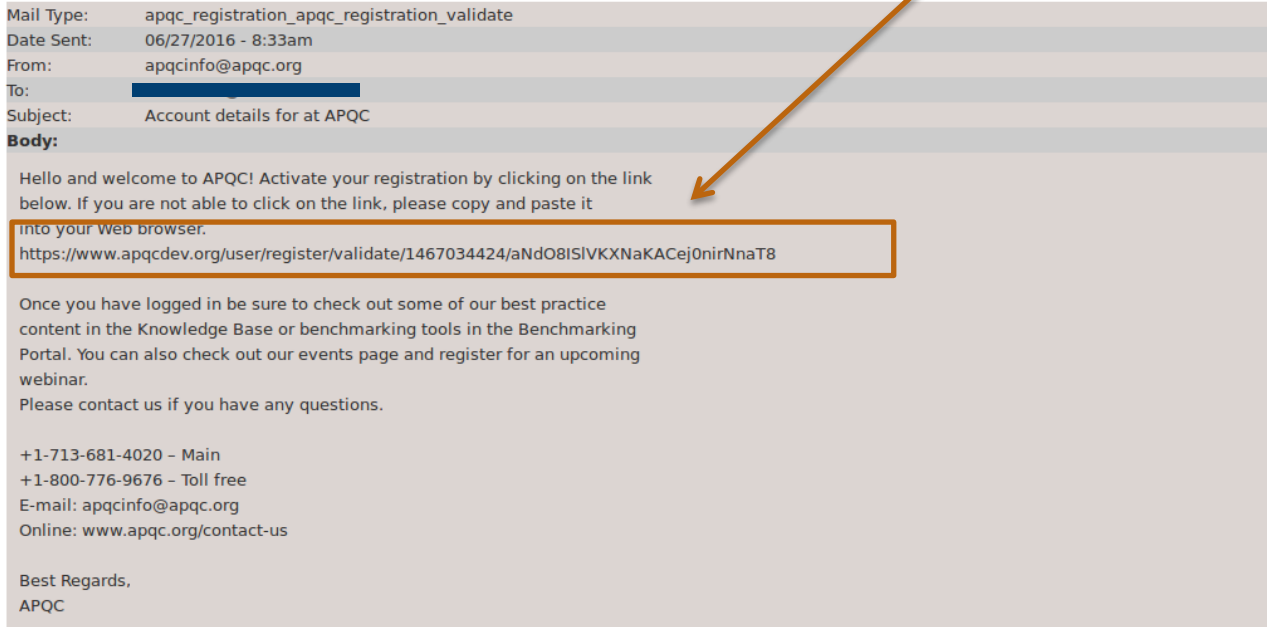 Mail Type: apqc_registration_apqc_registration_validate
Date Sent: 06/27/2016 - 8:33am
From: apqcinfo@apqc.org
To:
Subject: Account details for at APQC
Body:
Hello and welcome to APQC! Activate your registration by clicking on the link
below. If you are not able to click on the link, please copy and paste it
into your Web browser.
https://www.apqcdev.org/user/register/validate/1467034424/aNdO8ISlVKXNaKACej0nirNnaT8
Once you have logged in be sure to check out some of our best practice
content in the Knowledge Base or benchmarking tools in the Benchmarking
Portal. You can also check out our events page and register for an upcoming
webinar.
Please contact us if you have any questions.
+1-713-681-4020 – Main
+1-800-776-9676 – Toll free
E-mail: apqcinfo@apqc.org
Online: www.apqc.org/contact-us
Best Regards,
APQC